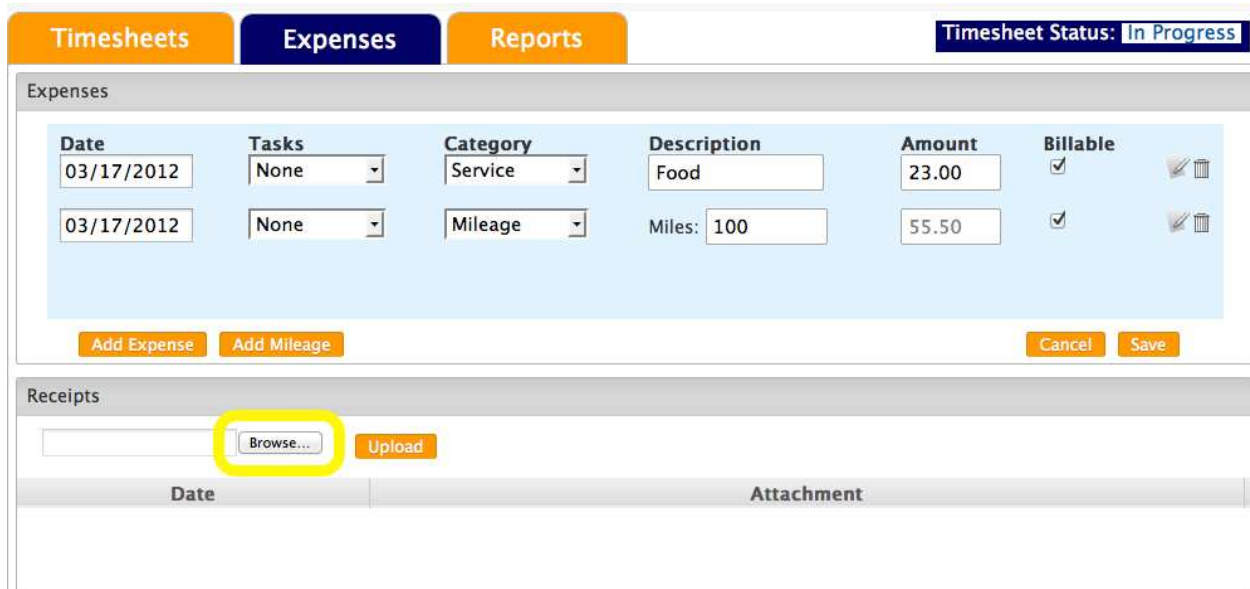 Timesheets Expenses Reports Timesheet Status: In Progress
Expenses
Date Tasks Category Description Amount Billable
03/17/2012 None Service Food 23.00
03/17/2012 None Mileage Miles: 100 55.50
Add Expense Add Mileage Cancel Save
Receipts
Browse... Upload
Date Attachment